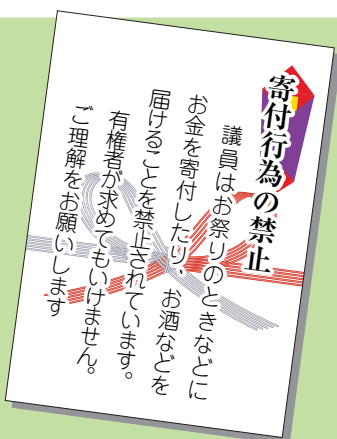 寄付行為の禁止
議員はお祭りのときなどに
お金を寄付したり、お酒などを
届けることを禁止されています。
有権者が求めてもいけません。
ご理解をお願いします